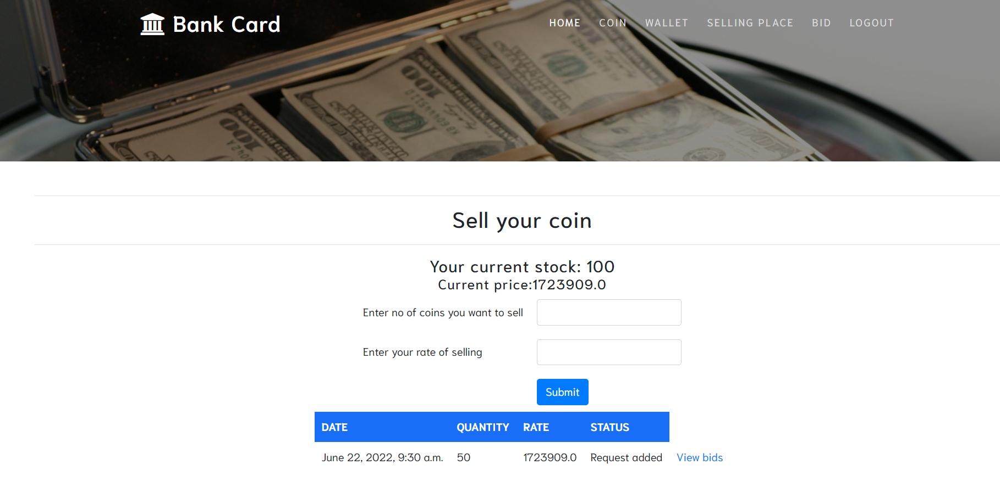 Bank Card
HOME COIN WALLET SELLING PLACE BID LOGOUT
Sell your coin
Your current stock: 100
Current price:1723909.0
Enter no of coins you want to sell
Enter your rate of selling
Submit
DATE QUANTITY RATE STATUS
June 22, 2022, 9:30 a.m. 50 1723909.0 Request added View bids